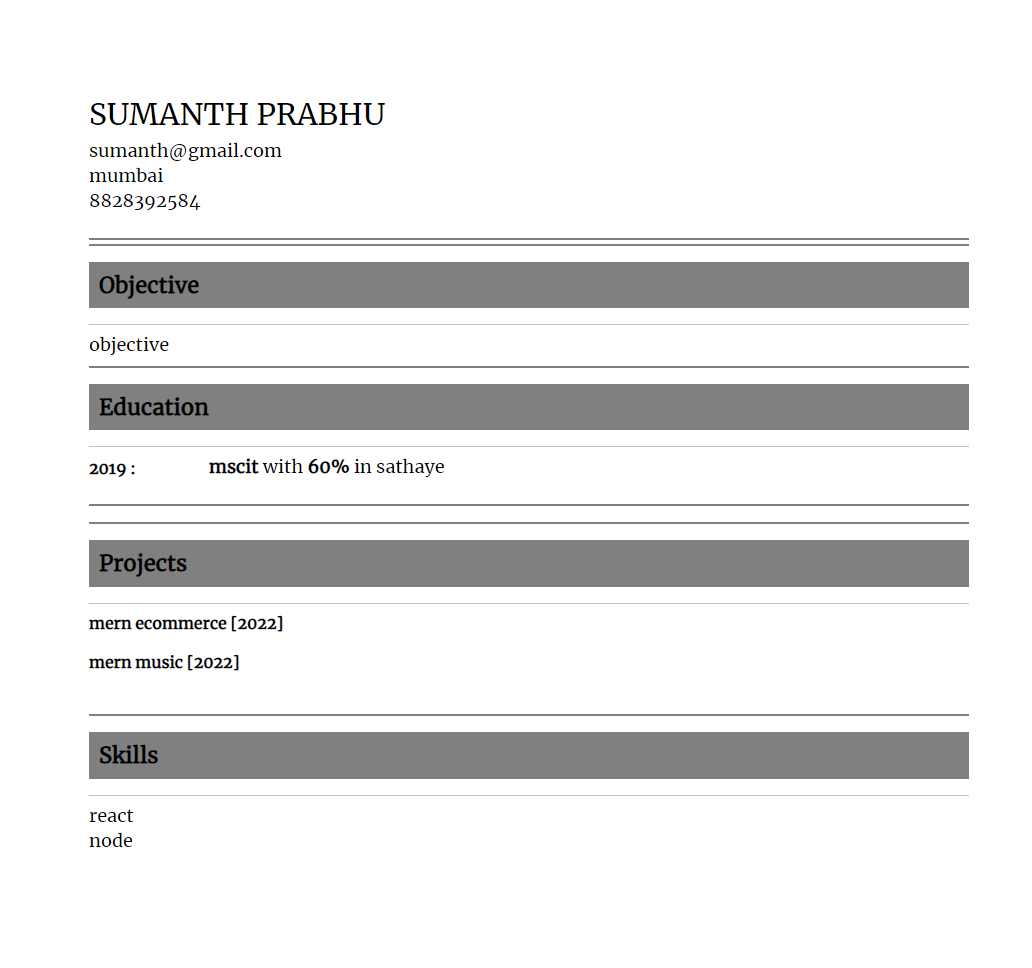 SUMANTH PRABHU
sumanth@gmail.com
mumbai
8828392584
Objective
objective
Education
2019 : mscit with 60% in sathaye
Projects
mern ecommerce [2022]
mern music [2022]
Skills
react
node